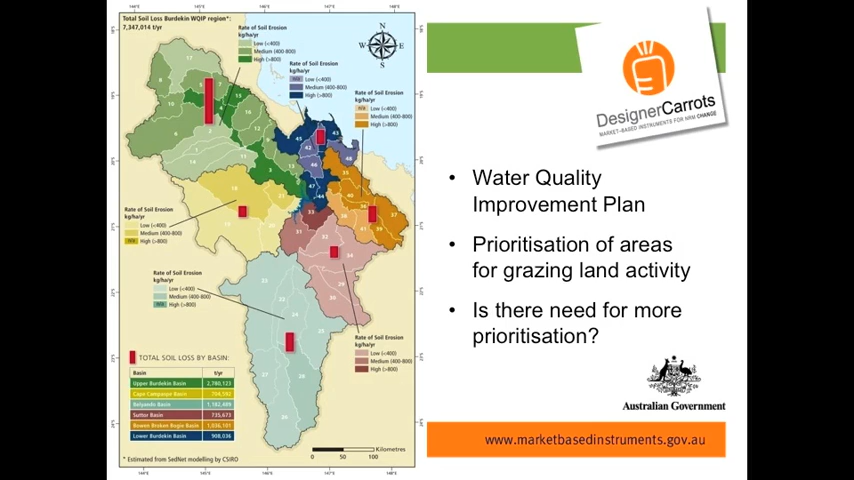 Total Soil Loss Burdekin WQIP region*:
7,347,014 t/yr
Rate of Soil Erosion
kg/ha/yr
Low (<400)
Medium (400-800)
High (>800)
Rate of Soil Erosion
kg/ha/yr
n/a Low (<400)
Medium (400-800)
High (>800)
Rate of Soil Erosion
kg/ha/yr
n/a Low (<400)
Medium (400-800)
High (>800)
Rate of Soil Erosion
kg/ha/yr
Low (<400)
Medium (400-800)
n/a High (>800)
Rate of Soil Erosion
kg/ha/yr
Low (<400)
Medium (400-800)
n/a High (>800)
Rate of Soil Erosion
kg/ha/yr
Low (<400)
Medium (400-800)
High (>800)
N
W E
S
TOTAL SOIL LOSS BY BASIN:
Basin t/yr
Upper Burdekin Basin 2,780,123
Cape Campaspe Basin
Belyando Basin
Suttor Basin 735,673
Bowen Broken Bogie Basin 1,036,101
Lower Burdekin Basin 908,036
Kilometres
0 50 100
* Estimated from SedNet modelling by CSIRO
DesignerCarrots
MARKET-BASED INSTRUMENTS FOR NRM CHANGE
• Water Quality
Improvement Plan
• Prioritisation of areas
for grazing land activity
• Is there need for more
prioritisation?
Australian Government
www.marketbasedinstruments.gov.au